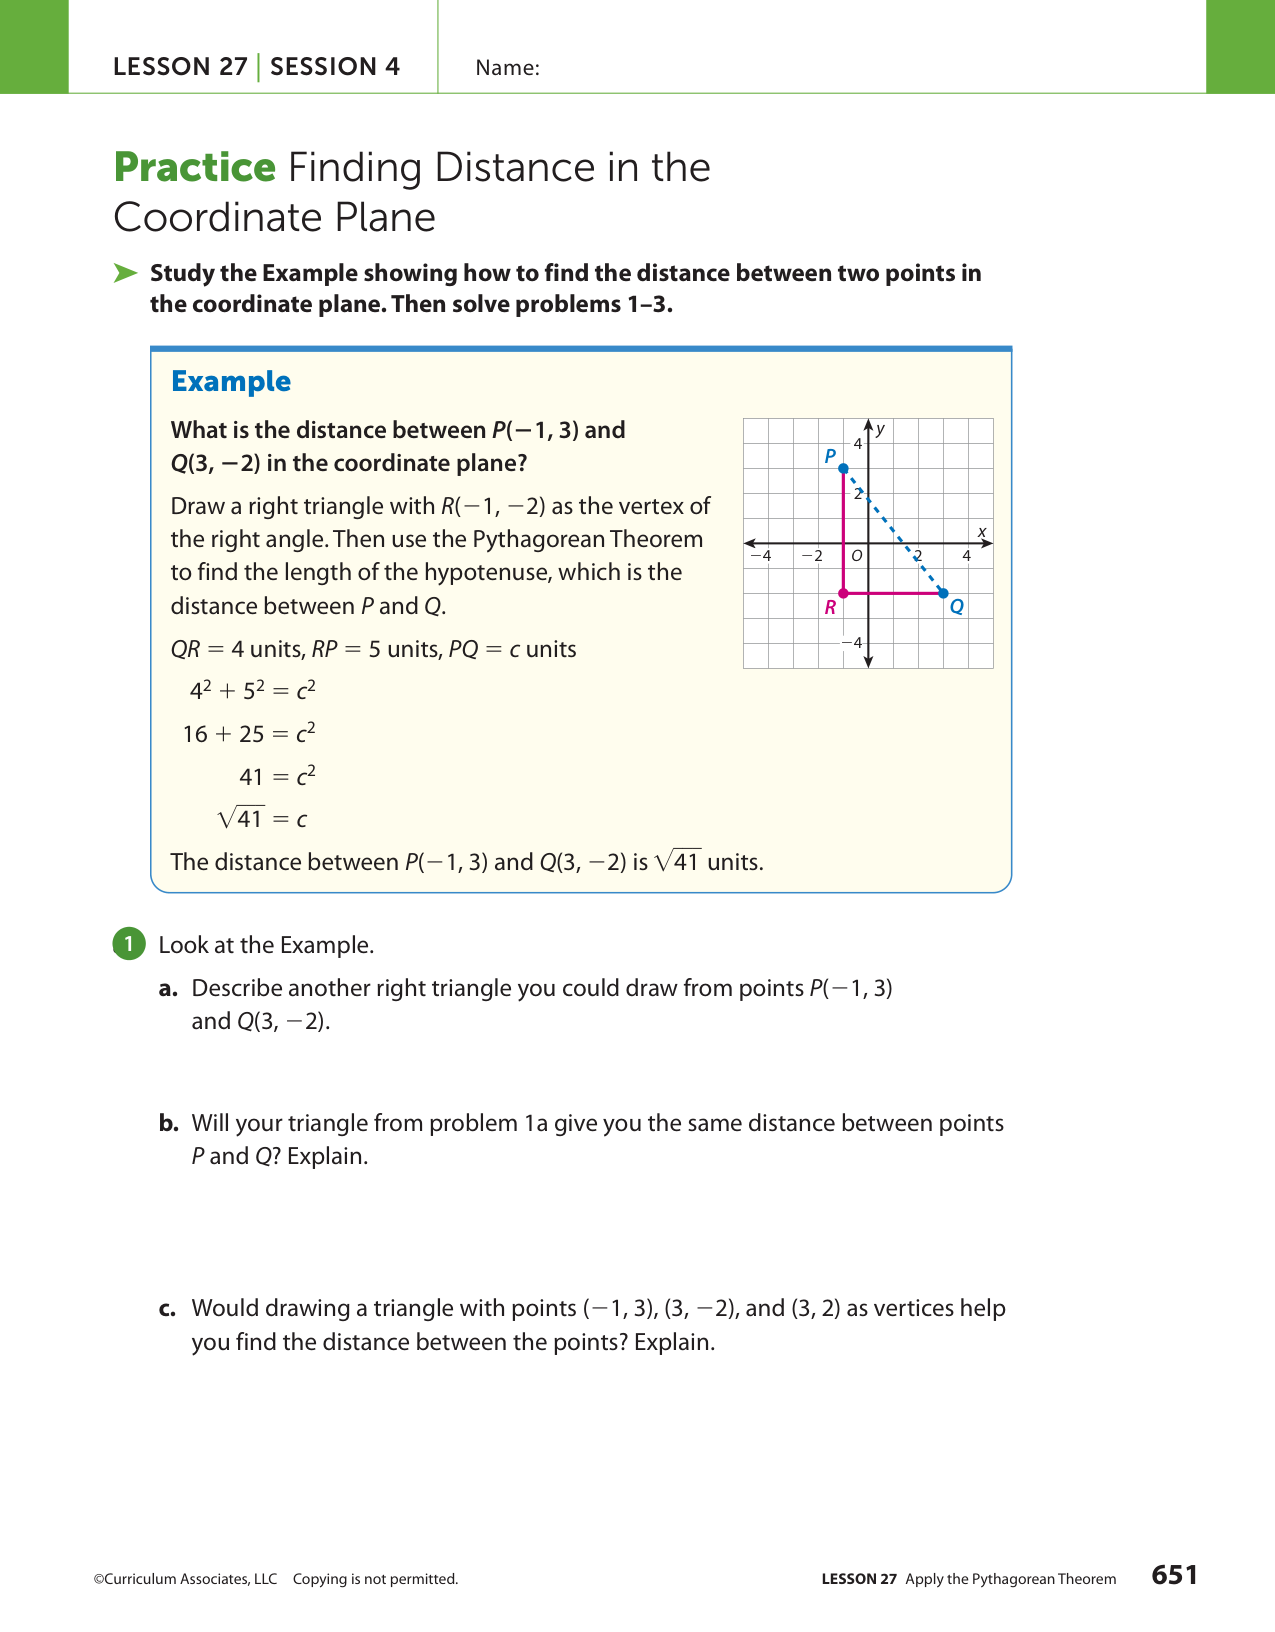 LESSON 27 | SESSION 4
Name:
Practice Finding Distance in the
Coordinate Plane
Study the Example showing how to find the distance between two points in
the coordinate plane. Then solve problems 1–3.
Example
What is the distance between P(−1, 3) and
Q(3, −2) in the coordinate plane?
Draw a right triangle with R(−1, −2) as the vertex of
the right angle. Then use the Pythagorean Theorem
to find the length of the hypotenuse, which is the
distance between P and Q.
QR = 4 units, RP = 5 units, PQ = c units
4² + 5² = c²
16 + 25 = c²
41 = c²
√41 = c
The distance between P(−1, 3) and Q(3, −2) is √41 units.
y
4
P
2
x
−4 −2 O 2 4
R Q
−4
1 Look at the Example.
a. Describe another right triangle you could draw from points P(−1, 3)
and Q(3, −2).
b. Will your triangle from problem 1a give you the same distance between points
P and Q? Explain.
c. Would drawing a triangle with points (−1, 3), (3, −2), and (3, 2) as vertices help
you find the distance between the points? Explain.
©Curriculum Associates, LLC Copying is not permitted.
LESSON 27 Apply the Pythagorean Theorem 651